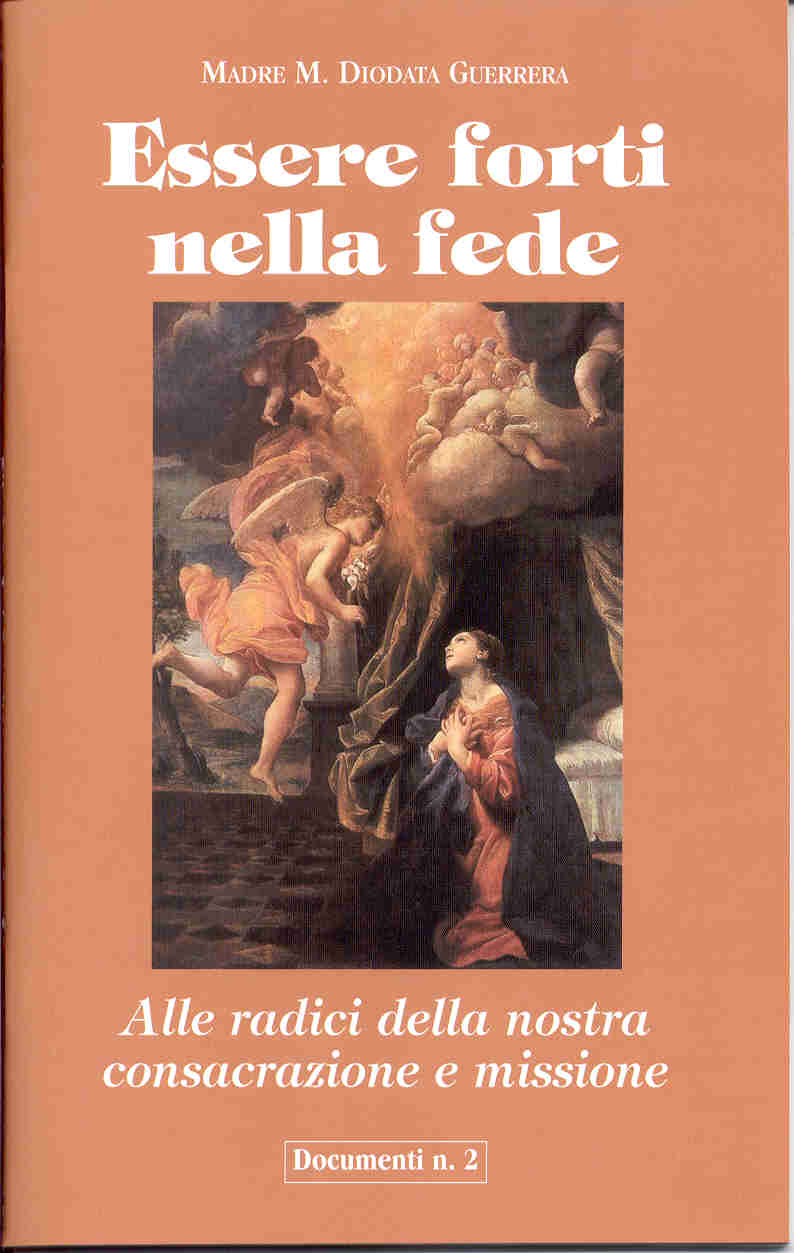 MADRE M. DIODATA GUERRERA
Essere forti
nella fede
Alle radici della nostra
consacrazione e missione
Documenti n. 2